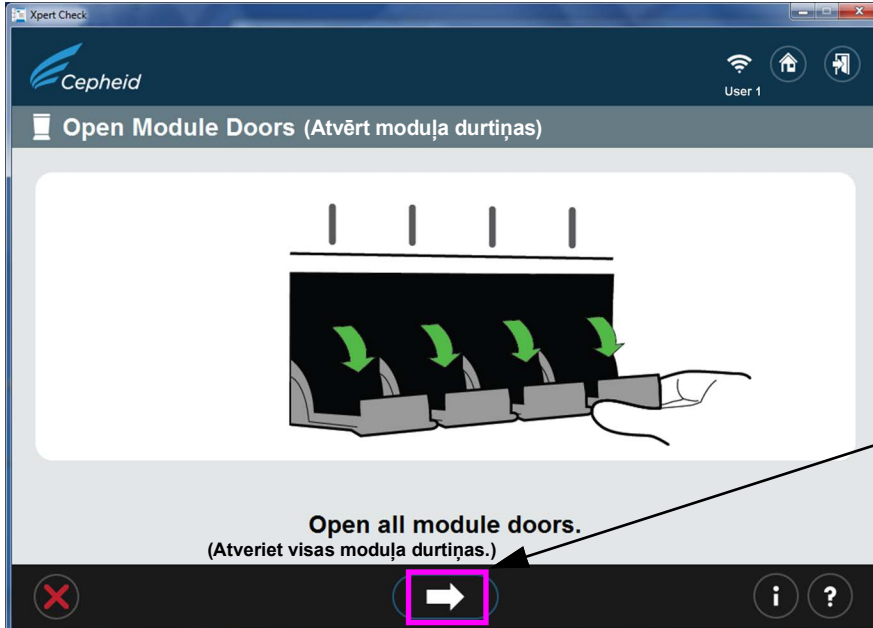 Xpert Check
Cepheid
User 1
Open Module Doors (Atvērt moduļa durtiņas)
Open all module doors.
(Atveriet visas moduļa durtiņas.)
i
?